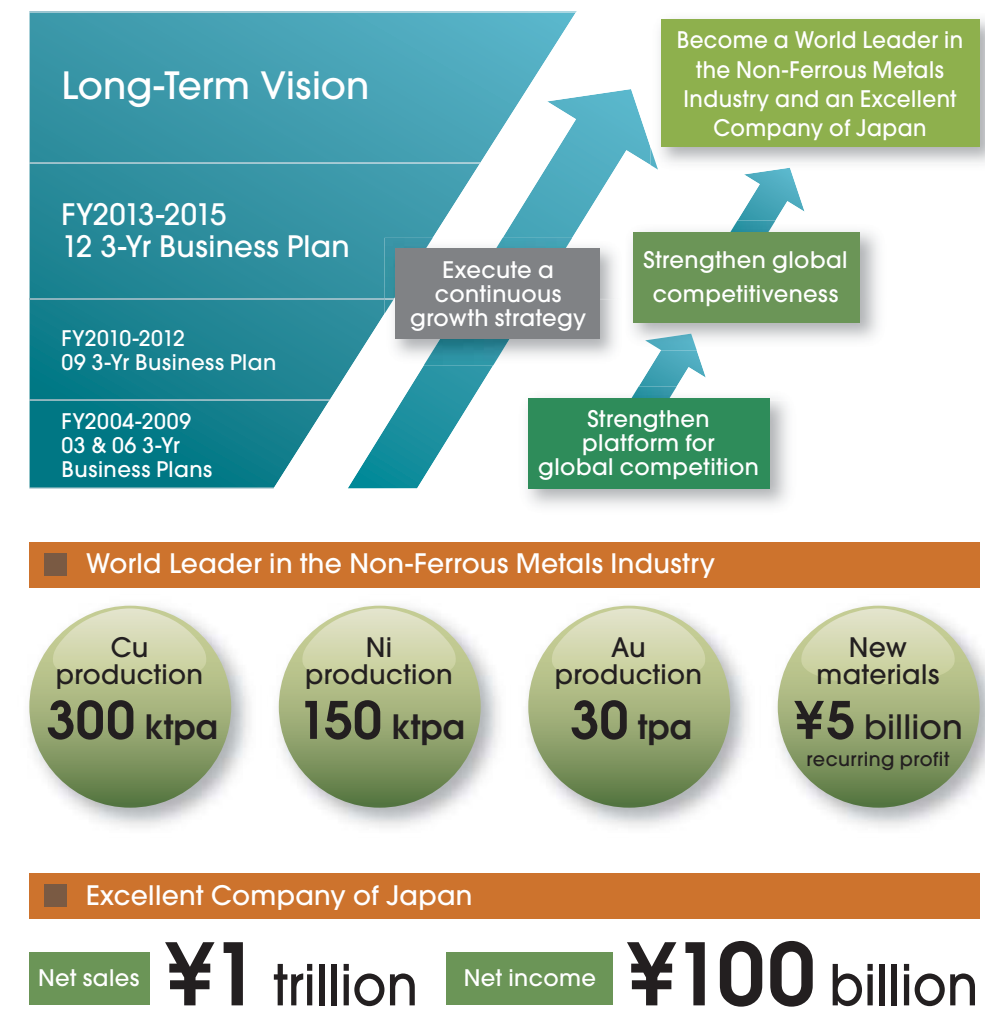 Long-Term Vision
FY2013-2015
12 3-Yr Business Plan
FY2010-2012
09 3-Yr Business Plan
FY2004-2009
03 & 06 3-Yr
Business Plans
Execute a
continuous
growth strategy
Become a World Leader in
the Non-Ferrous Metals
Industry and an Excellent
Company of Japan
Strengthen global
competitiveness
Strengthen
platform for
global competition
World Leader in the Non-Ferrous Metals Industry
Cu
production
300 ktpa
Ni
production
150 ktpa
Au
production
30 tpa
New
materials
¥5 billion
recurring profit
Excellent Company of Japan
Net sales ¥1 trillion
Net income ¥100 billion